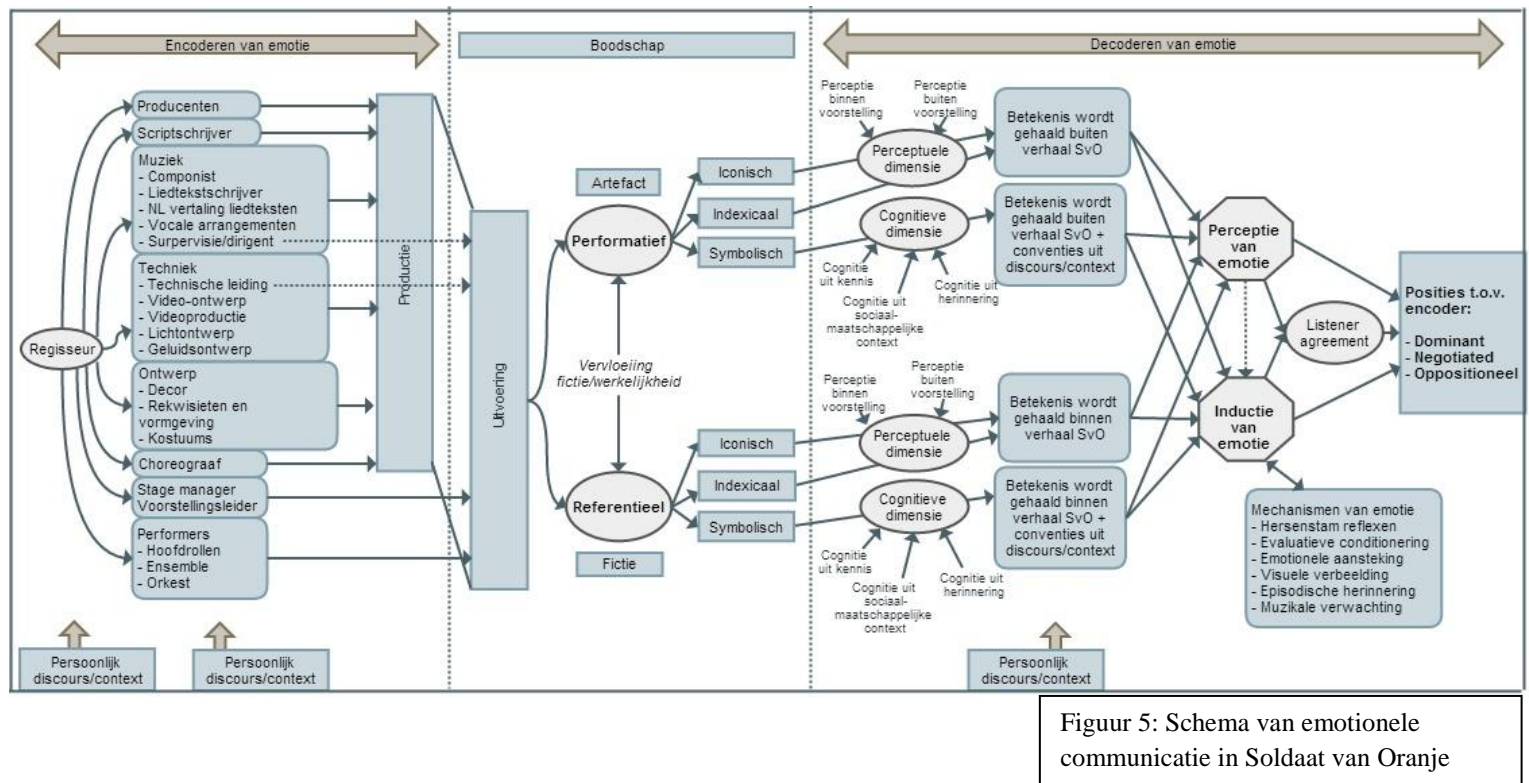 Encoderen van emotie
Boodschap
Decoderen van emotie
Regisseur
Producenten
Scriptschrijver
Muziek
- Componist
- Liedtekstschrijver
- NL vertaling liedteksten
- Vocale arrangementen
- Surpervisie/dirigent
Techniek
- Technische leiding
- Video-ontwerp
- Videoproductie
- Lichtontwerp
- Geluidsontwerp
Ontwerp
- Decor
- Rekwisieten en
vormgeving
- Kostuums
Choreograaf
Stage manager
Voorstellingsleider
Performers
- Hoofdrollen
- Ensemble
- Orkest
Persoonlijk
discours/context
Persoonlijk
discours/context
Productie
Uitvoering
Artefact
Performatief
Vervloeiing
fictie/werkelijkheid
Referentieel
Fictie
Iconisch
Indexicaal
Symbolisch
Iconisch
Indexicaal
Symbolisch
Perceptie
binnen
voorstelling
Perceptie
buiten
voorstelling
Perceptuele
dimensie
Cognitieve
dimensie
Cognitie
uit kennis
Cognitie uit
sociaal-
maatschappelijke
context
Cognitie uit
herinnering
Perceptie
binnen
voorstelling
Perceptie
buiten
voorstelling
Perceptuele
dimensie
Cognitieve
dimensie
Cognitie
uit kennis
Cognitie uit
sociaal-
maatschappelijke
context
Cognitie uit
herinnering
Betekenis wordt
gehaald buiten
verhaal SvO
Betekenis wordt
gehaald buiten
verhaal SvO +
conventies uit
discours/context
Betekenis wordt
gehaald binnen
verhaal SvO
Betekenis wordt
gehaald binnen
verhaal SvO +
conventies uit
discours/context
Persoonlijk
discours/context
Perceptie
van
emotie
Inductie
van
emotie
Listener
agreement
Posities t.o.v.
encoder:
- Dominant
- Negotiated
- Oppositioneel
Mechanismen van emotie
- Hersenstam reflexen
- Evaluatieve conditionering
- Emotionele aansteking
- Visuele verbeelding
- Episodische herinnering
- Muzikale verwachting
Figuur 5: Schema van emotionele
communicatie in Soldaat van Oranje